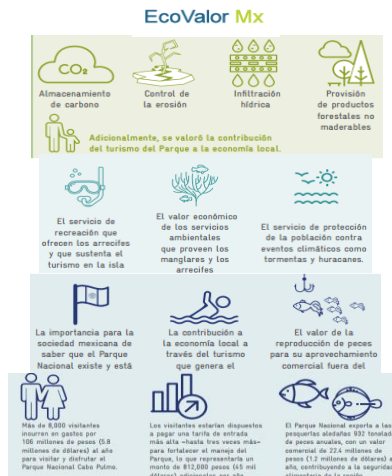 EcoValor Mx
CO₂
Almacenamiento
de carbono
Control de
la erosión
Infiltración
hídrica
Provisión
de productos
forestales no
maderables
Adicionalmente, se valoró la contribución
del turismo del Parque a la economía local.
El servicio de
recreación que
ofrecen los arrecifes
y que sustenta el
turismo en la isla
El valor económico
de los servicios
ambientales
que proveen los
manglares y los
arrecifes
El servicio de protección
de la población contra
eventos climáticos como
tormentas y huracanes.
La importancia para la
sociedad mexicana de
saber que el Parque
Nacional existe y está
La contribución a
la economía local a
través del turismo
que genera el
El valor de la
reproducción de peces
para su aprovechamiento
comercial fuera del
Más de 8,000 visitantes
incurren en gastos por
106 millones de pesos (5.8
millones de dólares) al año
para visitar y disfrutar el
Parque Nacional Cabo Pulmo.
Los visitantes estarían dispuestos
a pagar una tarifa de entrada
más alta –hasta tres veces más–
para fortalecer el manejo del
Parque, lo que representaría un
monto de 812,000 pesos (45 mil
dólares) adicionales por año
El Parque Nacional exporta a las
pesquerías aledañas 932 tonelad
de peces anuales, con un valor
comercial de 22.4 millones de
pesos (1.2 millones de dólares) a
año, contribuyendo a la segurid
alimentaria de la región